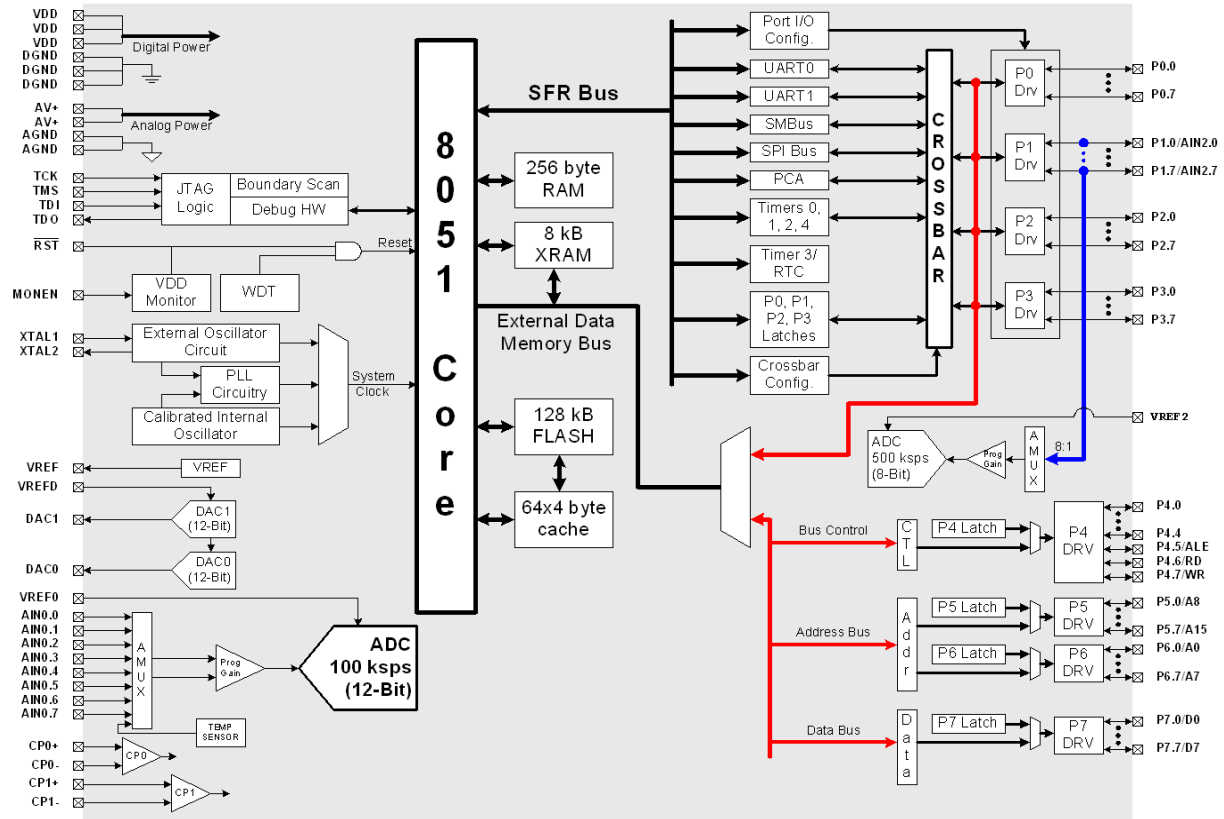 VDD
VDD
VDD
DGND
DGND
DGND
Digital Power
AV+
AV+
AGND
AGND
Analog Power
TCK
TMS
TDI
TDO
JTAG
Logic
Boundary Scan
Debug HW
RST
Reset
MONEN
VDD
Monitor
WDT
XTAL1
XTAL2
External Oscillator
Circuit
PLL
Circuitry
Calibrated Internal
Oscillator
System
Clock
VREF
VREF
VREFD
DAC1
DAC1
(12-Bit)
DAC0
DAC0
(12-Bit)
VREF0
AIN0.0
AIN0.1
AIN0.2
AIN0.3
AIN0.4
AIN0.5
AIN0.6
AIN0.7
AMUX
Prog
Gain
ADC
100 ksps
(12-Bit)
TEMP
SENSOR
CP0+
CP0-
CP0
CP1+
CP1-
CP1
8051 Core
SFR Bus
256 byte
RAM
8 kB
XRAM
External Data
Memory Bus
128 kB
FLASH
64x4 byte
cache
Port I/O
Config.
UART0
UART1
SMBus
SPI Bus
PCA
Timers 0,
1, 2, 4
Timer 3/
RTC
P0, P1,
P2, P3
Latches
Crossbar
Config.
CROSSBAR
P0
Drv
P1
Drv
P2
Drv
P3
Drv
P0.0
P0.7
P1.0/AIN2.0
P1.7/AIN2.7
P2.0
P2.7
P3.0
P3.7
VREF2
ADC
500 ksps
(8-Bit)
Prog
Gain
AMUX
8:1
Bus Control
CTL
P4 Latch
P4
DRV
P4.0
P4.4
P4.5/ALE
P4.6/RD
P4.7/WR
Address Bus
Addr
P5 Latch
P5
DRV
P5.0/A8
P5.7/A15
P6 Latch
P6
DRV
P6.0/A0
P6.7/A7
Data Bus
Data
P7 Latch
P7
DRV
P7.0/D0
P7.7/D7